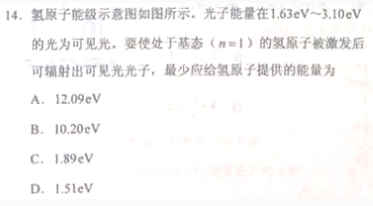 14. 氢原子能级示意图如图所示。光子能量在1.63eV~3.10eV
的光为可见光。要使处于基态（n=1）的氢原子被激发后
可辐射出可见光光子，最少应给氢原子提供的能量为
A. 12.09eV
B. 10.20eV
C. 1.89eV
D. 1.51eV